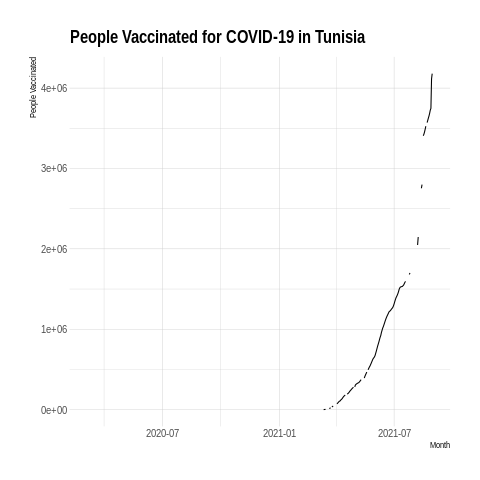 People Vaccinated for COVID-19 in Tunisia
People Vaccinated
4e+06
3e+06
2e+06
1e+06
0e+00
2020-07
2021-01
2021-07
Month